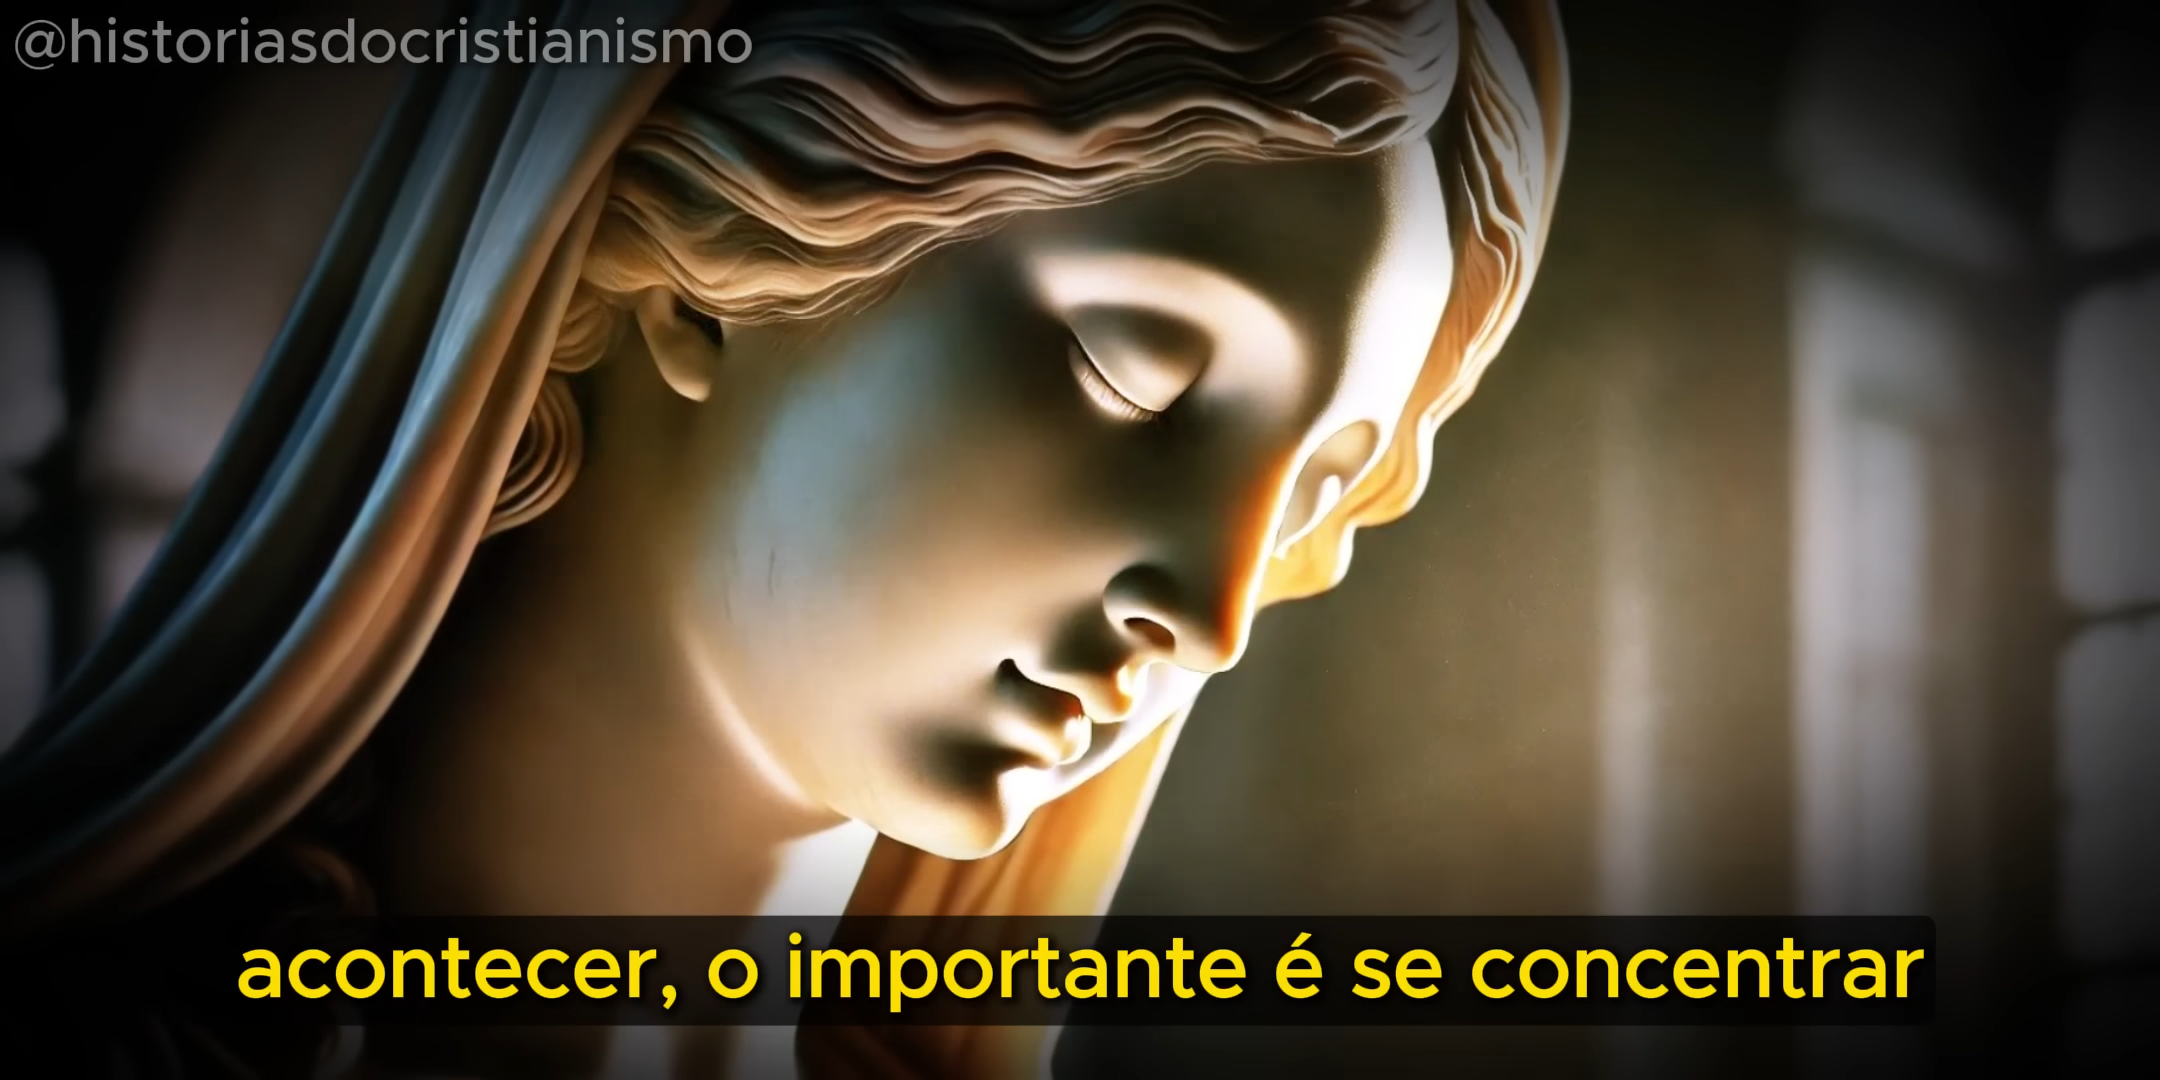 @historiasdocristianismo
acontecer, o importante é se concentrar